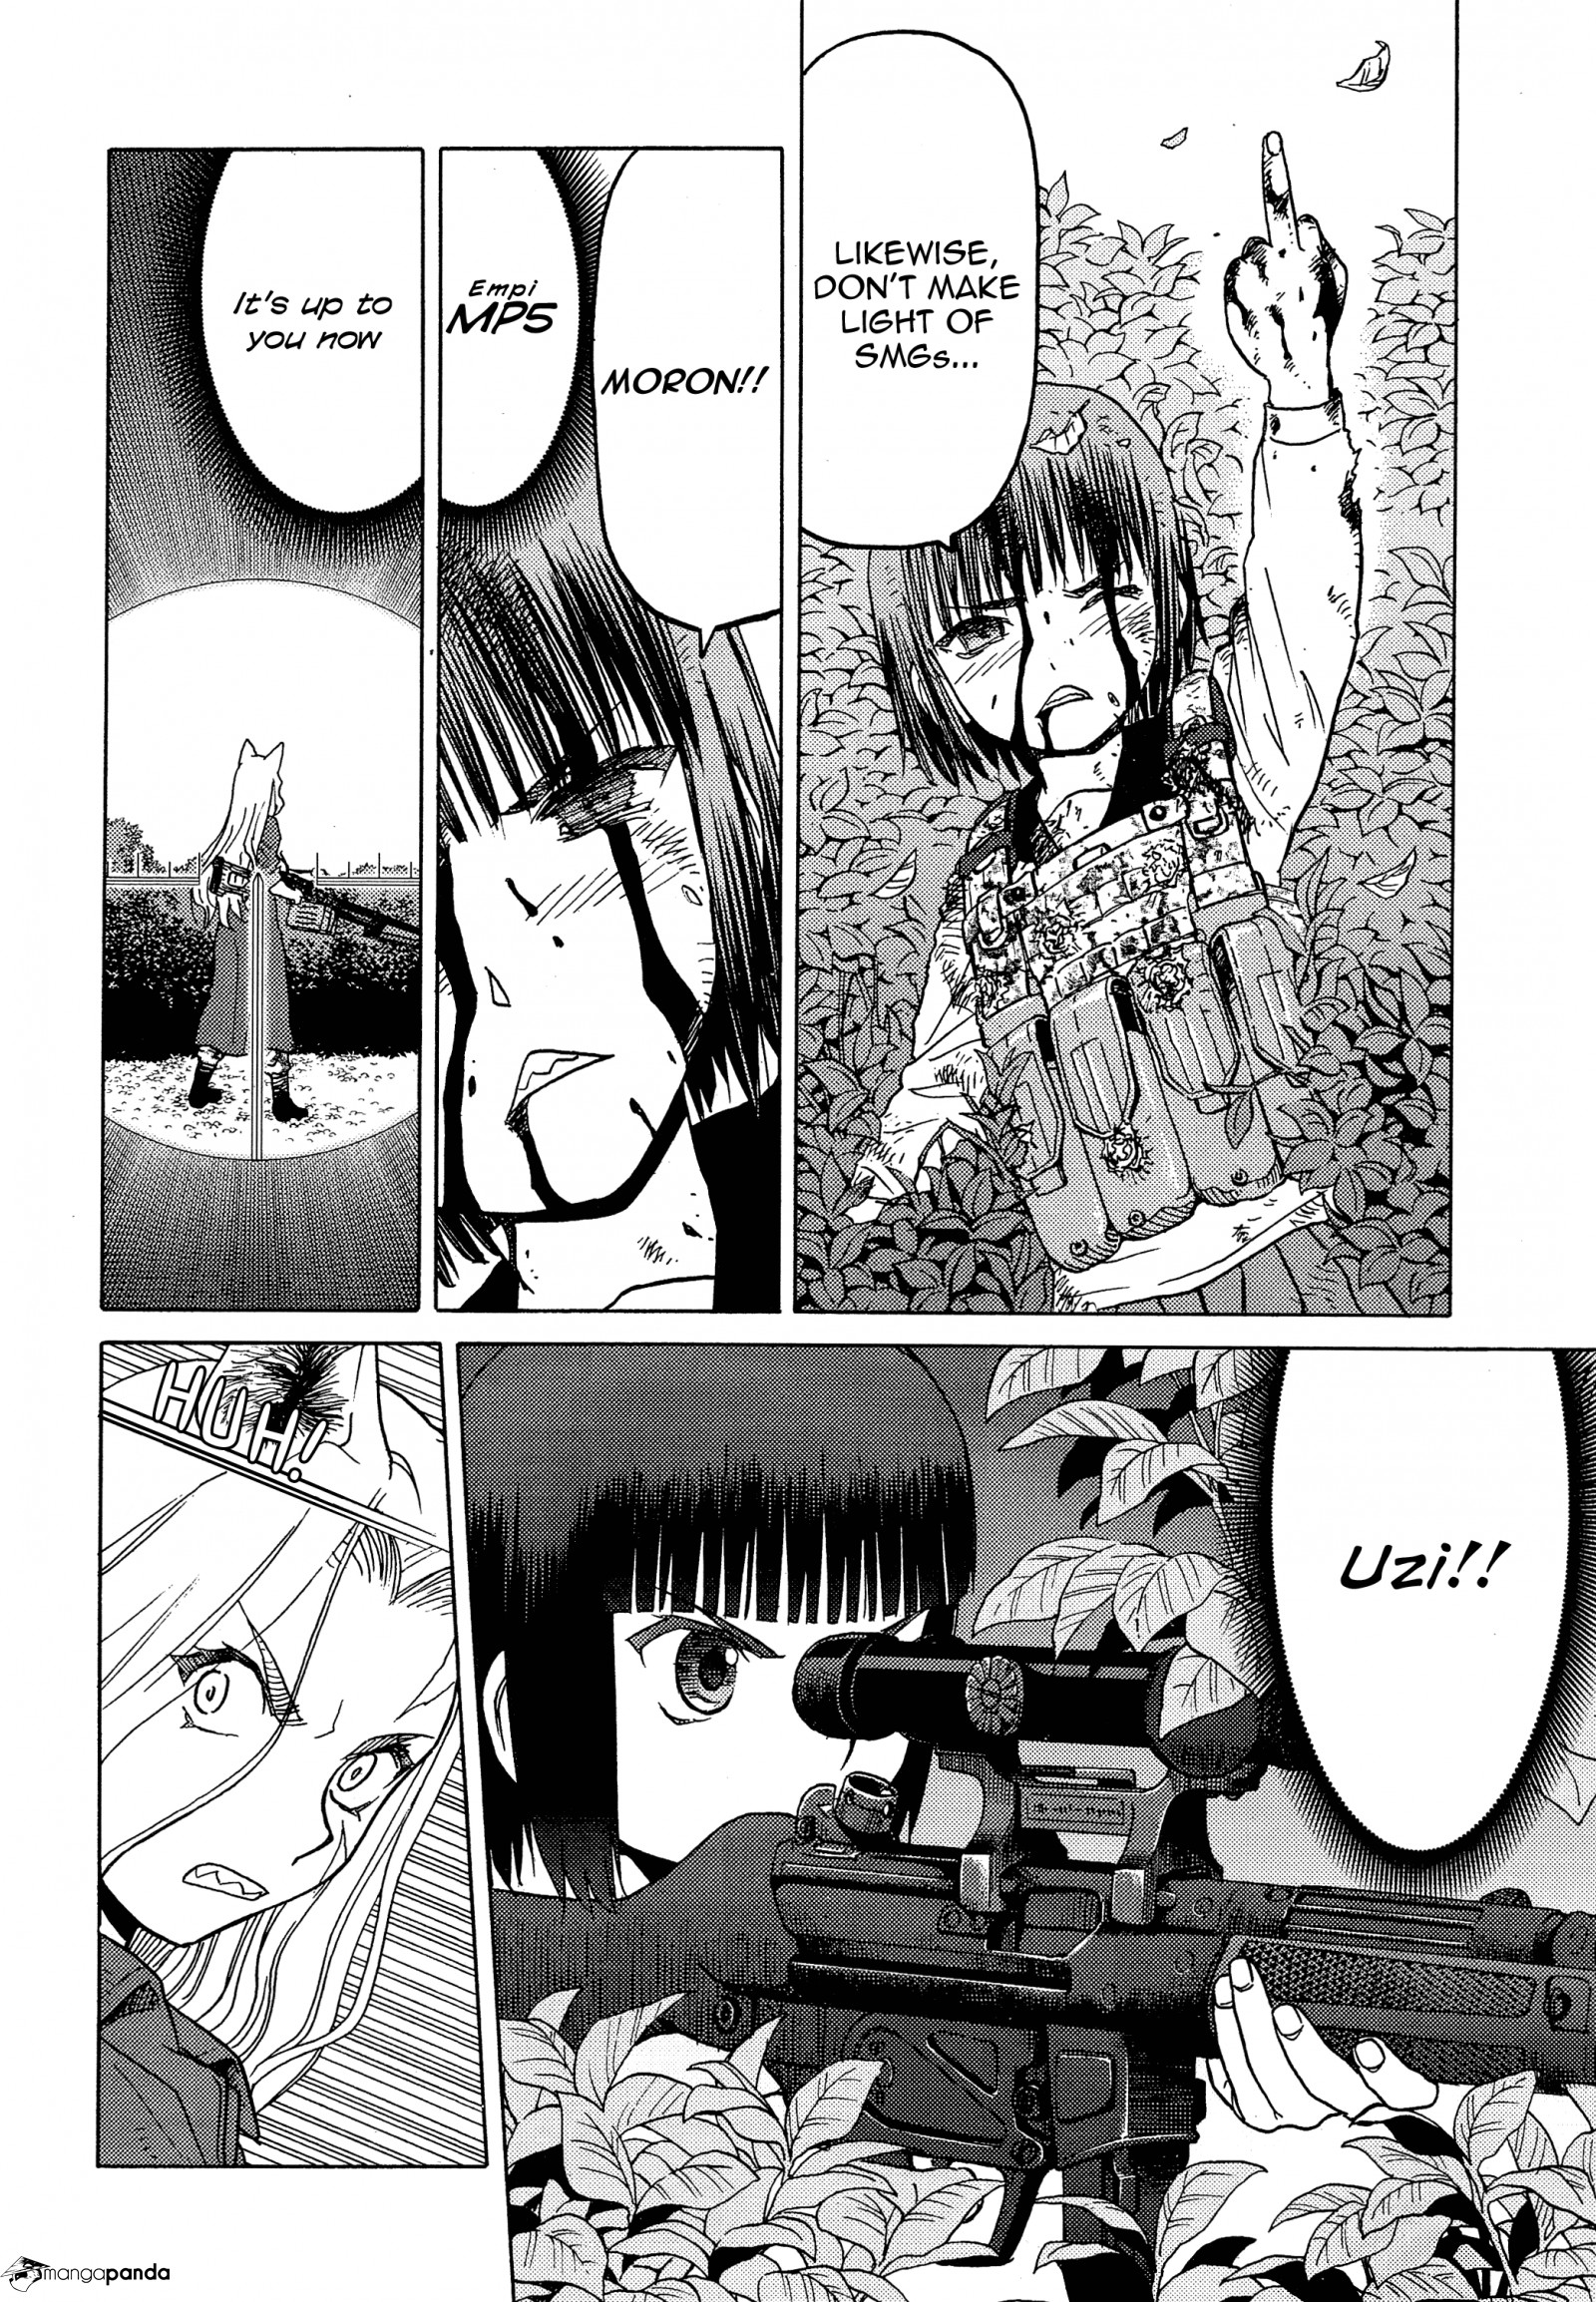 LIKEWISE,
DON'T MAKE
LIGHT OF
SMGs...
MORON!!
Empi
MP5
It's up to
you now
Uzi!!
HUH!
mangapanda